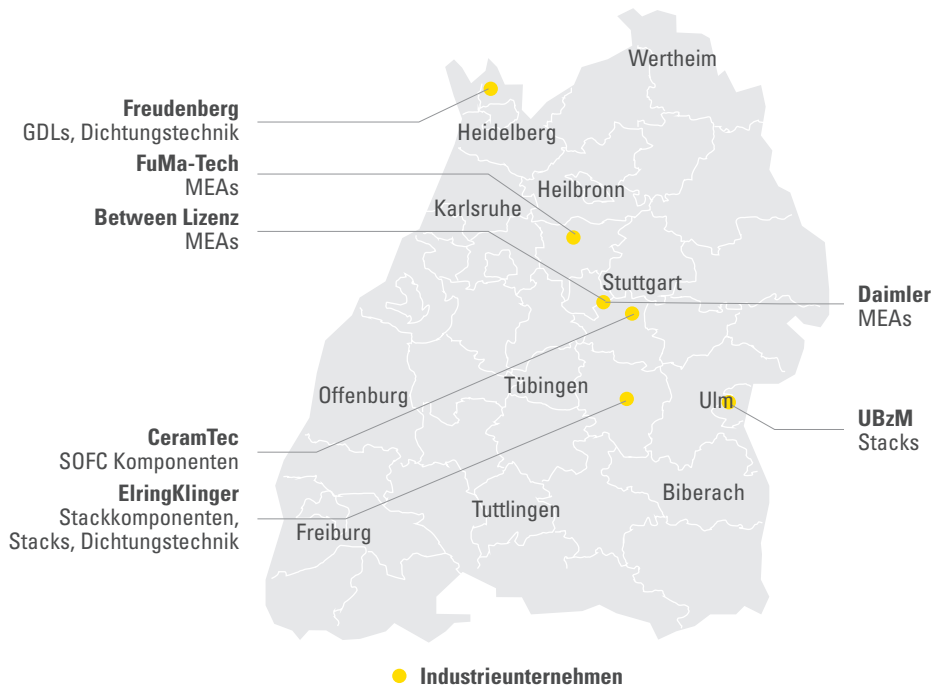 Wertheim
Freudenberg
GDLs, Dichtungstechnik
Heidelberg
FuMa-Tech
MEAs
Heilbronn
Karlsruhe
Between Lizenz
MEAs
Stuttgart
Daimler
MEAs
Tübingen
Offenburg
Ulm
UBzM
Stacks
CeramTec
SOFC Komponenten
ElringKlinger
Stackkomponenten,
Stacks, Dichtungstechnik
Biberach
Tuttlingen
Freiburg
Industrieunternehmen